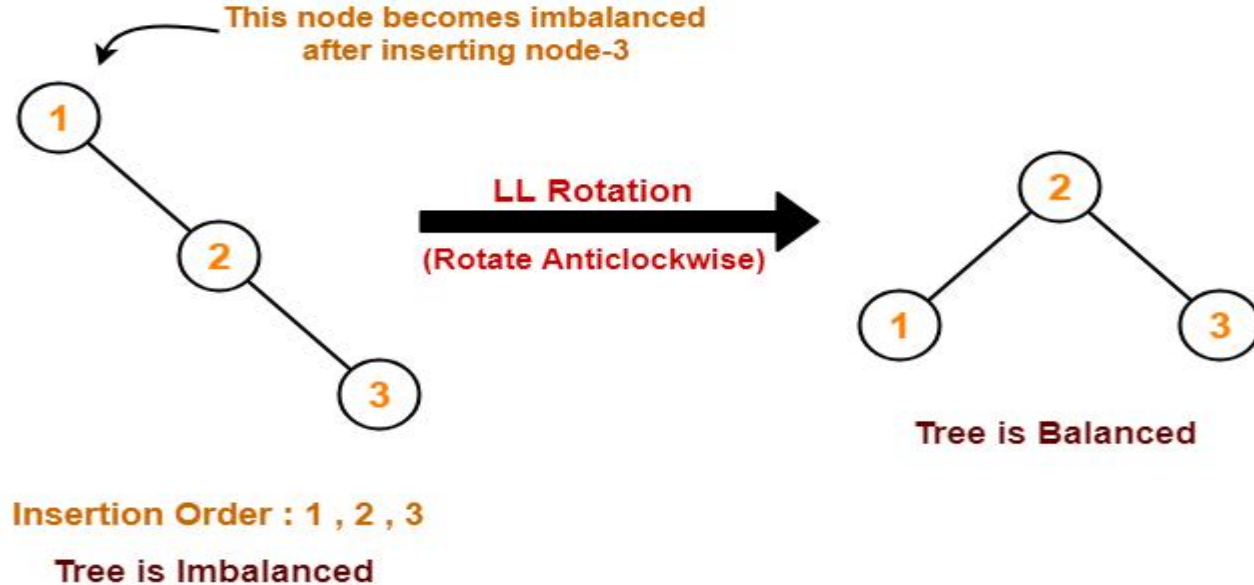 This node becomes imbalanced
after inserting node-3
1
2
3
LL Rotation
(Rotate Anticlockwise)
2
1
3
Tree is Balanced
Insertion Order : 1 , 2 , 3
Tree is Imbalanced